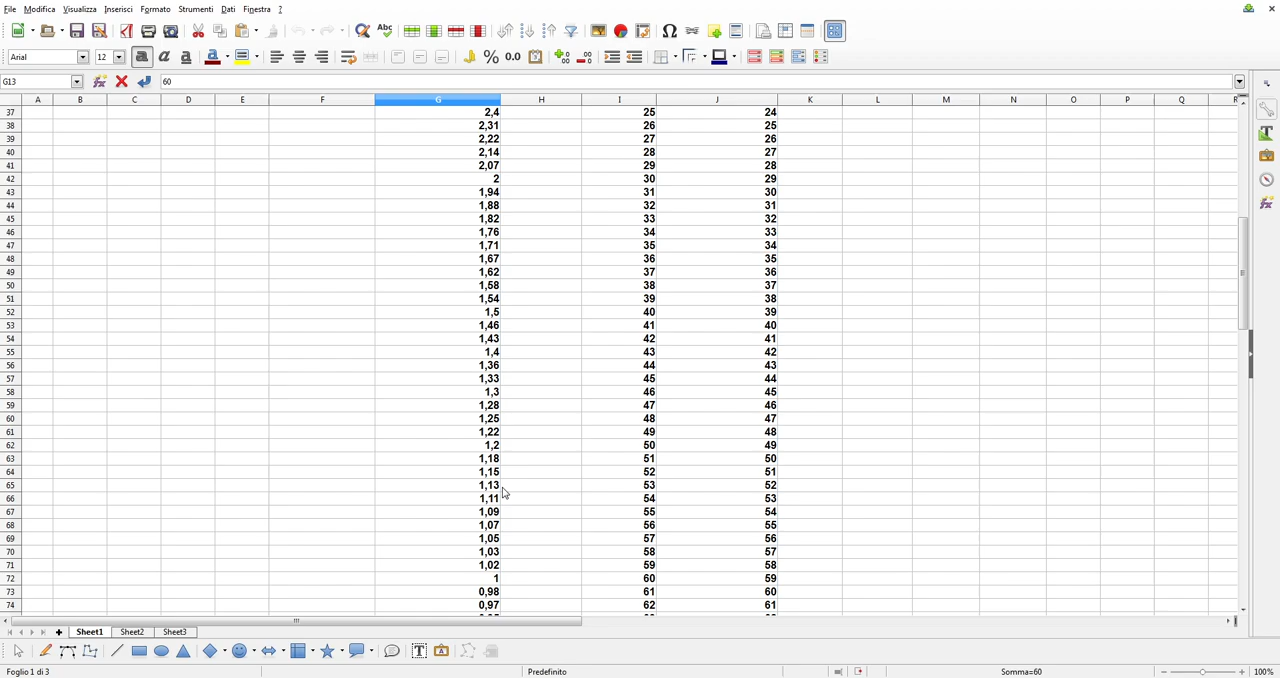 File Modifica Visualizza Inserisci Formato Strumenti Dati Finestra ?
Arial 12
G13 60
A B C D E F G H I J K L M N O P Q R
37 2,4 25 24
38 2,31 26 25
39 2,22 27 26
40 2,14 28 27
41 2,07 29 28
42 2 30 29
43 1,94 31 30
44 1,88 32 31
45 1,82 33 32
46 1,76 34 33
47 1,71 35 34
48 1,67 36 35
49 1,62 37 36
50 1,58 38 37
51 1,54 39 38
52 1,5 40 39
53 1,46 41 40
54 1,43 42 41
55 1,4 43 42
56 1,36 44 43
57 1,33 45 44
58 1,3 46 45
59 1,28 47 46
60 1,25 48 47
61 1,22 49 48
62 1,2 50 49
63 1,18 51 50
64 1,15 52 51
65 1,13 53 52
66 1,11 54 53
67 1,09 55 54
68 1,07 56 55
69 1,05 57 56
70 1,03 58 57
71 1,02 59 58
72 1 60 59
73 0,98 61 60
74 0,97 62 61
Sheet1 Sheet2 Sheet3
Foglio 1 di 3 Predefinito Somma=60 100%